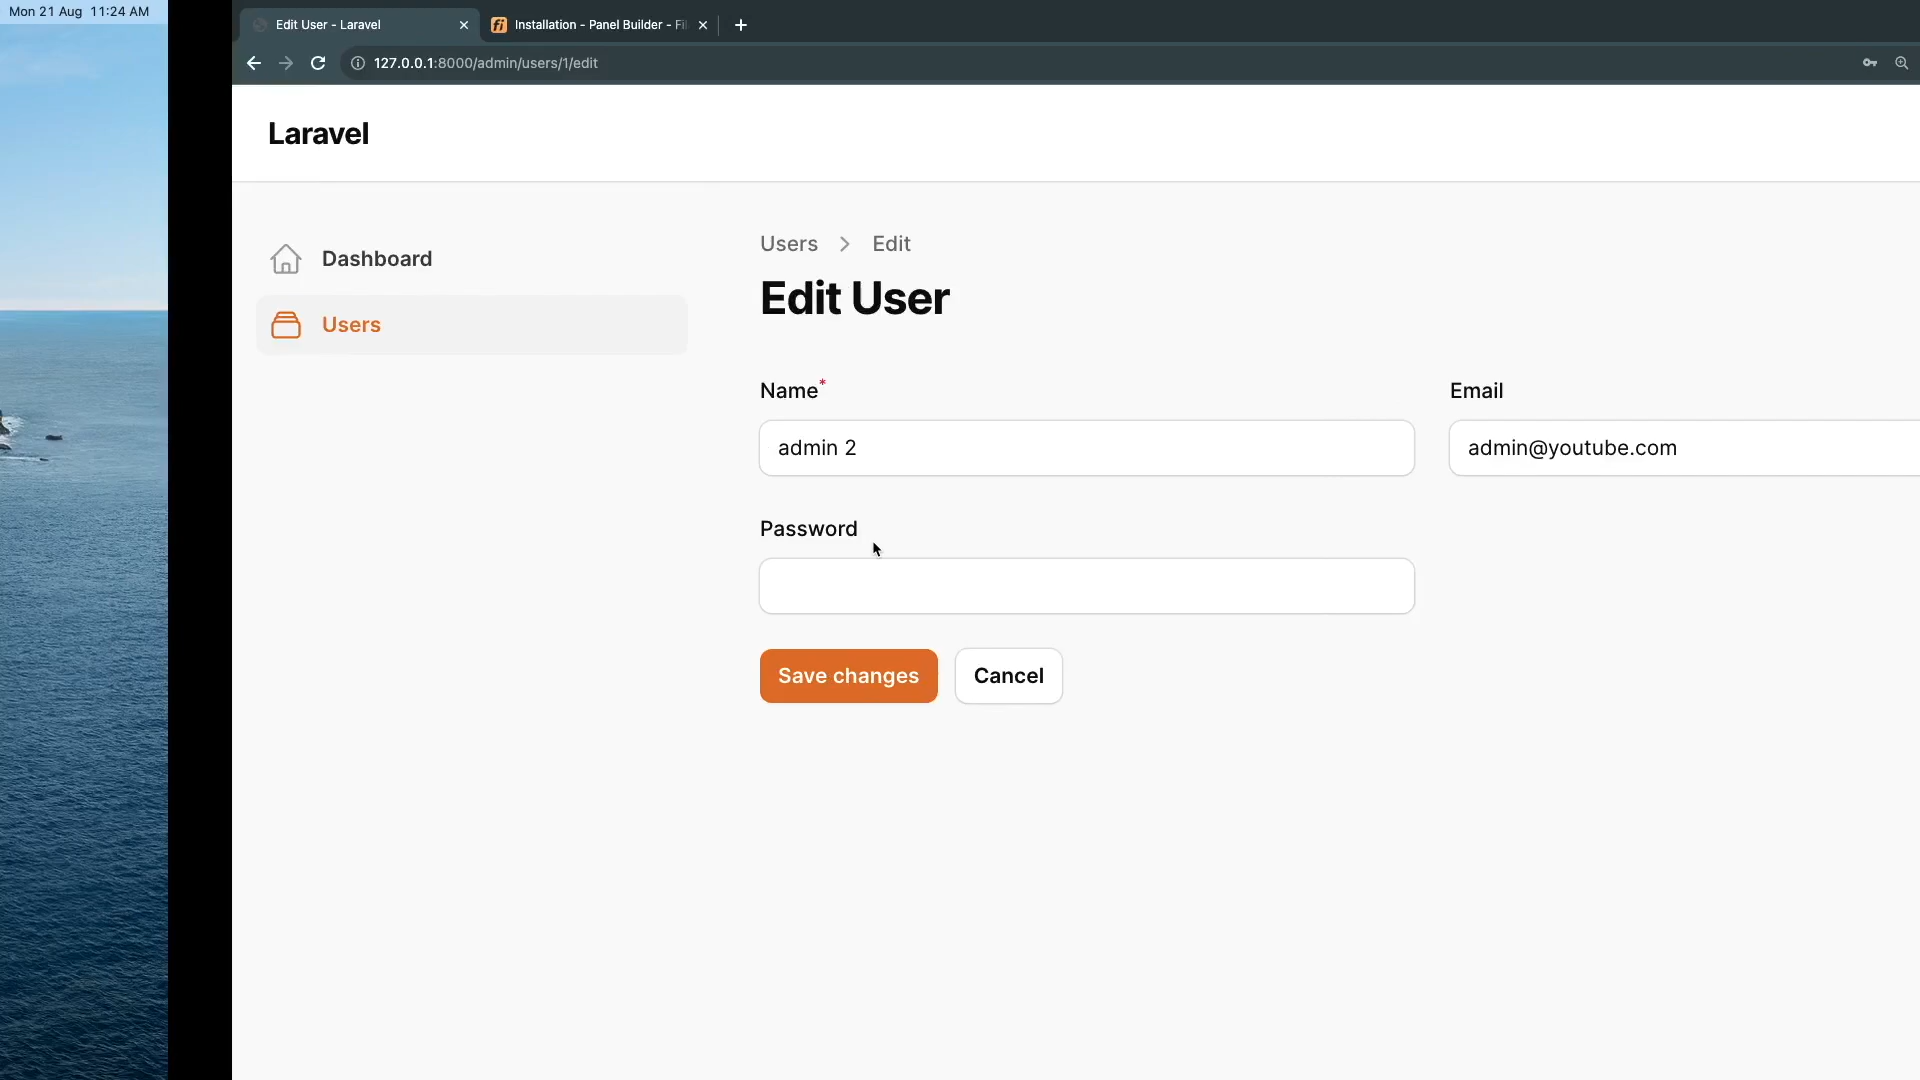 Mon 21 Aug 11:24 AM
Edit User - Laravel
Installation - Panel Builder - Fil
127.0.0.1:8000/admin/users/1/edit
Laravel
Dashboard
Users
Users > Edit
Edit User
Name*
admin 2
Email
admin@youtube.com
Password
Save changes
Cancel